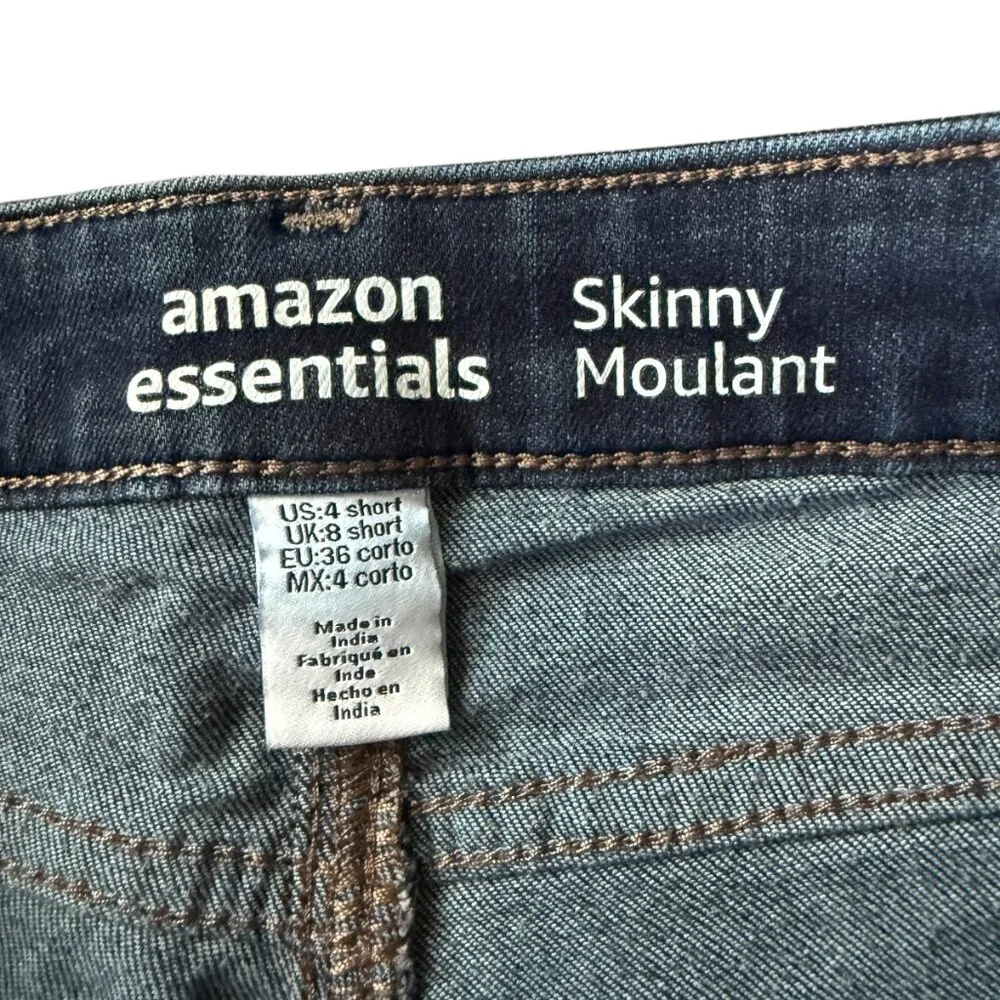 amazon
essentials
Skinny
Moulant
US:4 short
UK:8 short
EU:36 corto
MX:4 corto
Made in
India
Fabriqué en
Inde
Hecho en
India